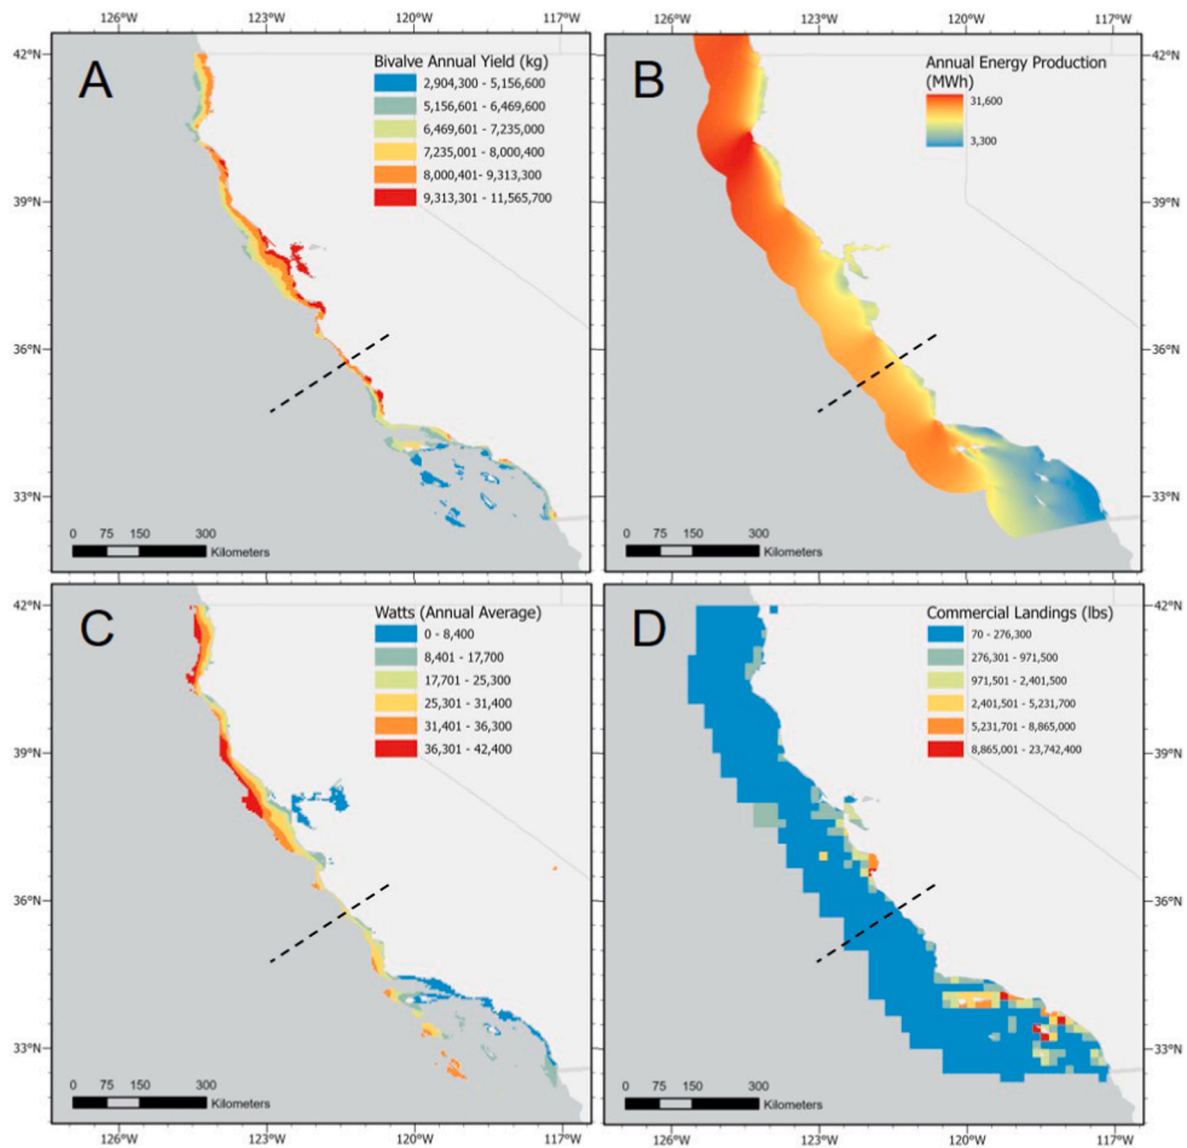 126°W 123°W 120°W 117°W 126°W 123°W 120°W 117°W
42°N
39°N
36°N
33°N
A
Bivalve Annual Yield (kg)
2,904,300 - 5,156,600
5,156,601 - 6,469,600
6,469,601 - 7,235,000
7,235,001 - 8,000,400
8,000,401- 9,313,300
9,313,301 - 11,565,700
0 75 150 300
Kilometers
B
Annual Energy Production
(MWh)
31,600
3,300
0 75 150 300
Kilometers
42°N
39°N
36°N
33°N
42°N
39°N
36°N
33°N
C
Watts (Annual Average)
0 - 8,400
8,401 - 17,700
17,701 - 25,300
25,301 - 31,400
31,401 - 36,300
36,301 - 42,400
0 75 150 300
Kilometers
D
Commercial Landings (lbs)
70 - 276,300
276,301 - 971,500
971,501 - 2,401,500
2,401,501 - 5,231,700
5,231,701 - 8,865,000
8,865,001 - 23,742,400
0 75 150 300
Kilometers
42°N
39°N
36°N
33°N
126°W 123°W 120°W 117°W 126°W 123°W 120°W 117°W